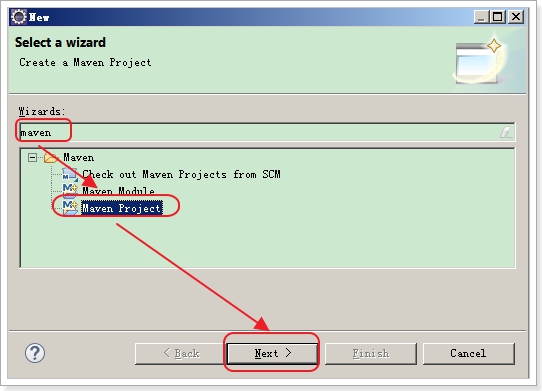 New
Select a wizard
Create a Maven Project
Wizards:
maven
Maven
Check out Maven Projects from SCM
Maven Module
Maven Project
? < Back Next > Finish Cancel